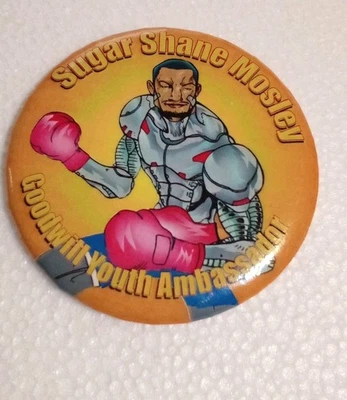 Sugar Shane Mosley
Goodwill Youth Ambassador